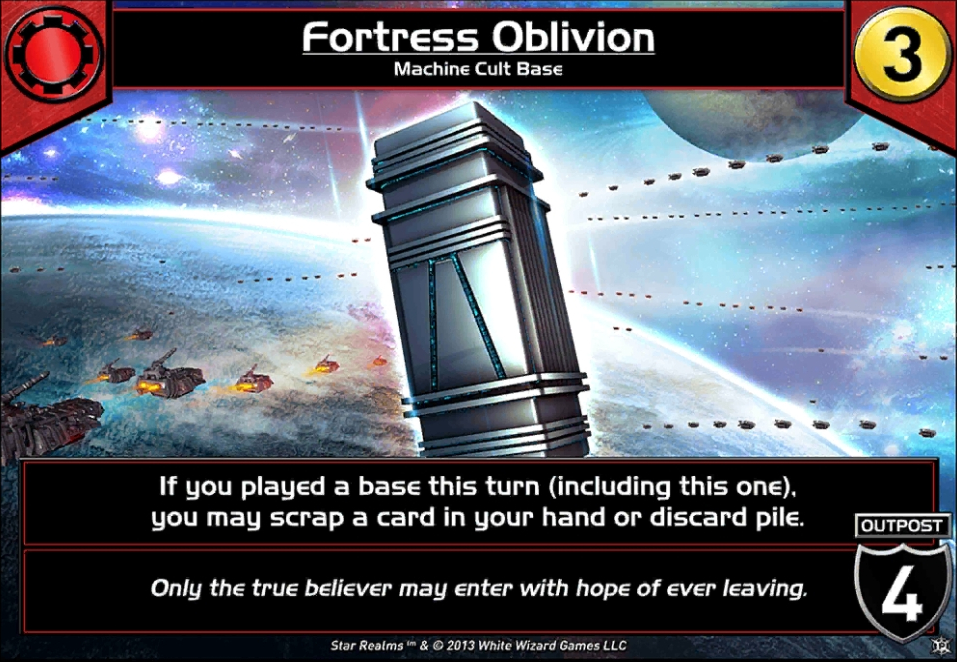 Fortress Oblivion
Machine Cult Base
3
If you played a base this turn (including this one),
you may scrap a card in your hand or discard pile.
OUTPOST
4
Only the true believer may enter with hope of ever leaving.
Star Realms™ & © 2013 White Wizard Games LLC